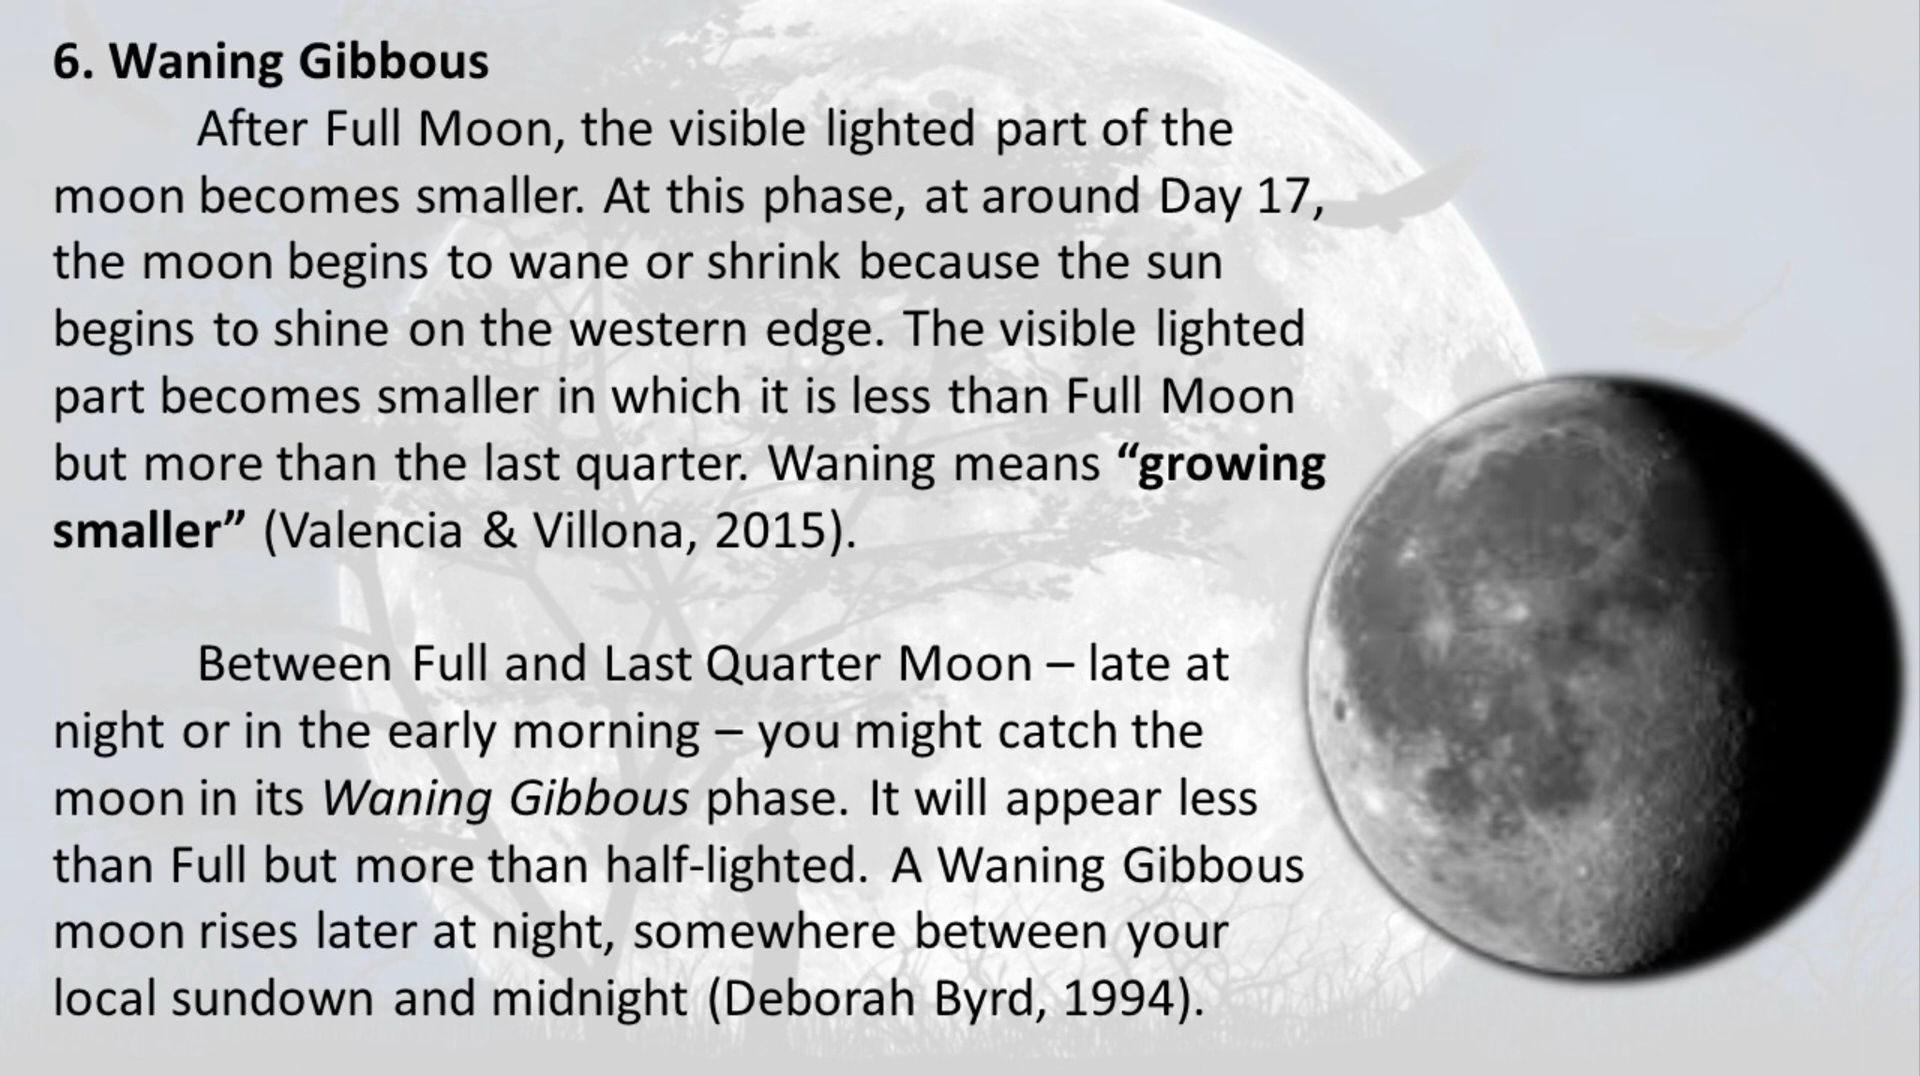 6. Waning Gibbous
After Full Moon, the visible lighted part of the
moon becomes smaller. At this phase, at around Day 17,
the moon begins to wane or shrink because the sun
begins to shine on the western edge. The visible lighted
part becomes smaller in which it is less than Full Moon
but more than the last quarter. Waning means “growing
smaller” (Valencia & Villona, 2015).
Between Full and Last Quarter Moon – late at
night or in the early morning – you might catch the
moon in its Waning Gibbous phase. It will appear less
than Full but more than half-lighted. A Waning Gibbous
moon rises later at night, somewhere between your
local sundown and midnight (Deborah Byrd, 1994).